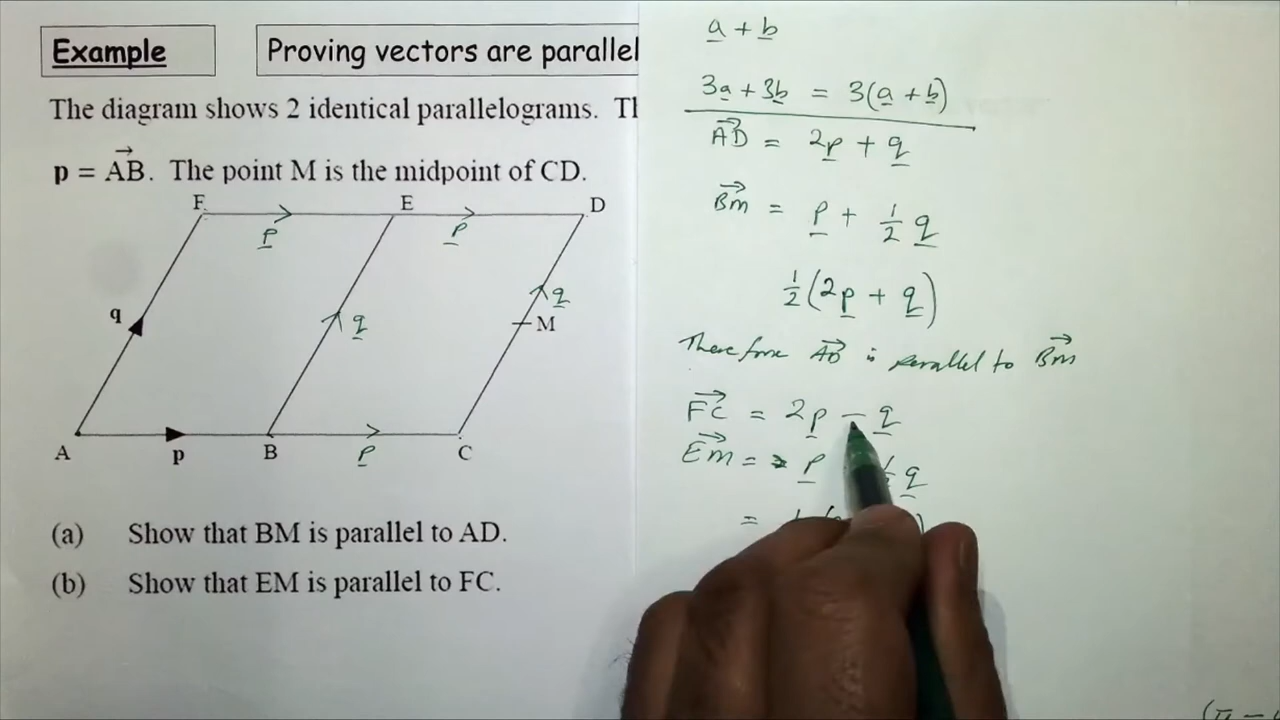 Example
Proving vectors are parallel
The diagram shows 2 identical parallelograms.
p = AB. The point M is the midpoint of CD.
F E D
p p
q q q
M
A p B p C
(a) Show that BM is parallel to AD.
(b) Show that EM is parallel to FC.
a + b
3a + 3b = 3(a + b)
AD = 2p + q
Bm = p + 1/2 q
1/2(2p + q)
Therefore AD is parallel to Bm
FC = 2p - q
Em = p q
=